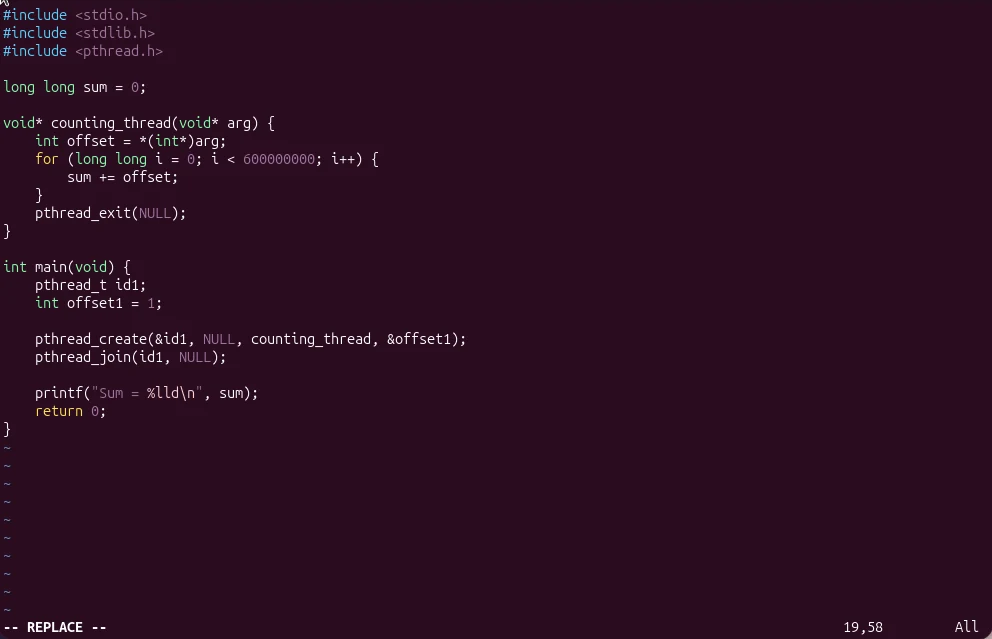 #include <stdio.h>
#include <stdlib.h>
#include <pthread.h>

long long sum = 0;

void* counting_thread(void* arg) {
    int offset = *(int*)arg;
    for (long long i = 0; i < 600000000; i++) {
        sum += offset;
    }
    pthread_exit(NULL);
}

int main(void) {
    pthread_t id1;
    int offset1 = 1;

    pthread_create(&id1, NULL, counting_thread, &offset1);
    pthread_join(id1, NULL);

    printf("Sum = %lld\n", sum);
    return 0;
}
~
~
~
~
~
~
~
~
~
~
-- REPLACE -- 19,58 All